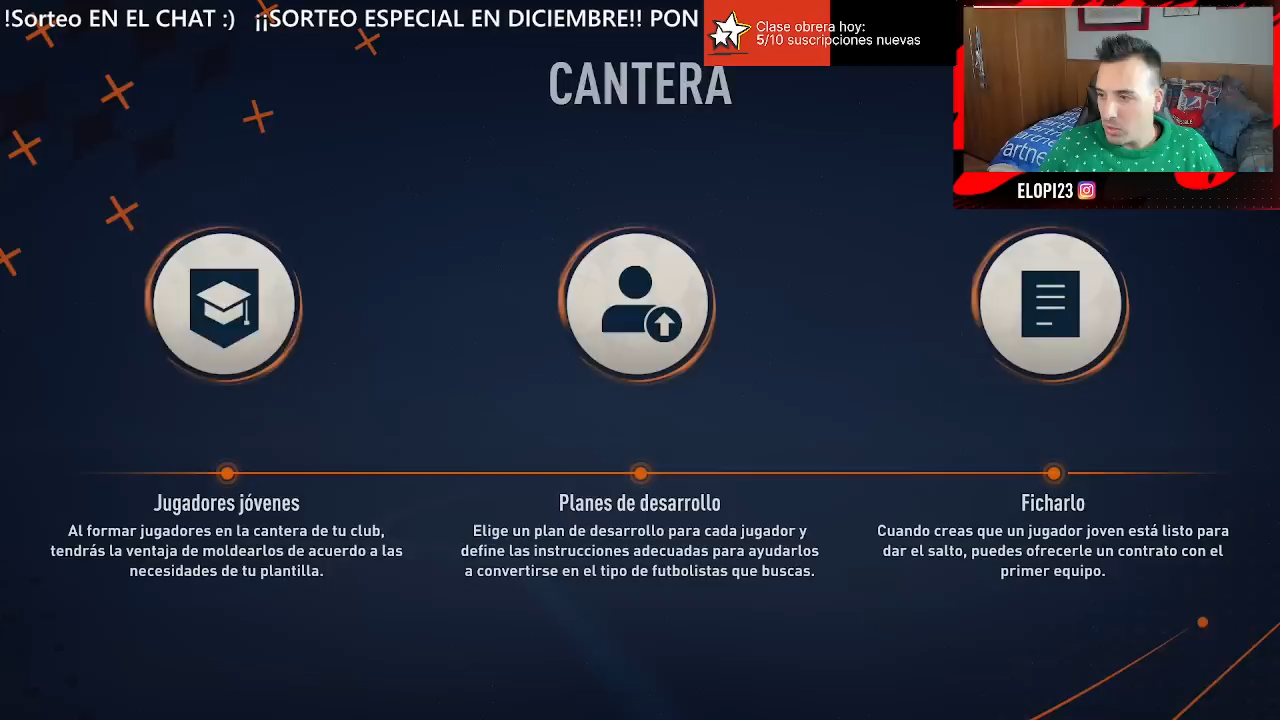 !Sorteo EN EL CHAT :)   ¡¡SORTEO ESPECIAL EN DICIEMBRE!! PON
Clase obrera hoy:
5/10 suscripciones nuevas
CANTERA
Partner
ELOPI23
Jugadores jóvenes
Al formar jugadores en la cantera de tu club,
tendrás la ventaja de moldearlos de acuerdo a las
necesidades de tu plantilla.
Planes de desarrollo
Elige un plan de desarrollo para cada jugador y
define las instrucciones adecuadas para ayudarlos
a convertirse en el tipo de futbolistas que buscas.
Ficharlo
Cuando creas que un jugador joven está listo para
dar el salto, puedes ofrecerle un contrato con el
primer equipo.